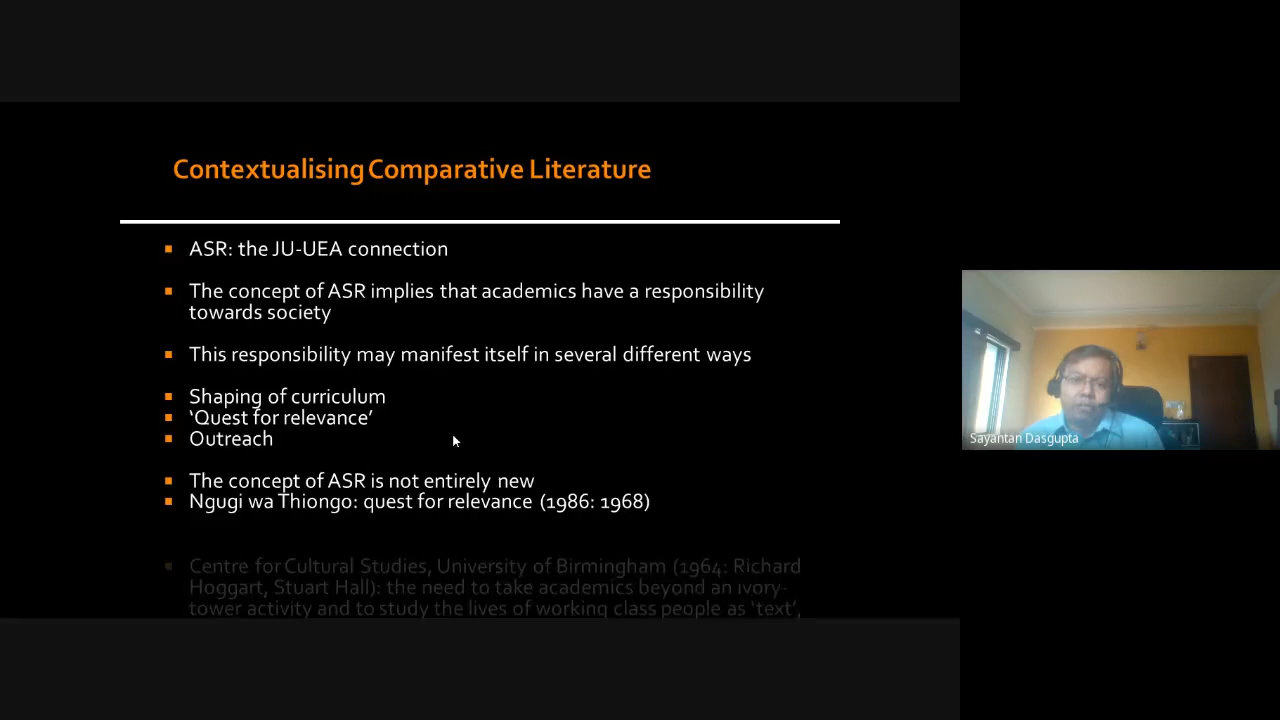 Contextualising Comparative Literature
ASR: the JU-UEA connection
The concept of ASR implies that academics have a responsibility
towards society
This responsibility may manifest itself in several different ways
Shaping of curriculum
‘Quest for relevance’
Outreach
The concept of ASR is not entirely new
Ngugi wa Thiongo: quest for relevance (1986: 1968)
Centre for Cultural Studies, University of Birmingham (1964: Richard
Hoggart, Stuart Hall): the need to take academics beyond an ivory-
tower activity and to study the lives of working class people as ‘text’,
Sayantan Dasgupta